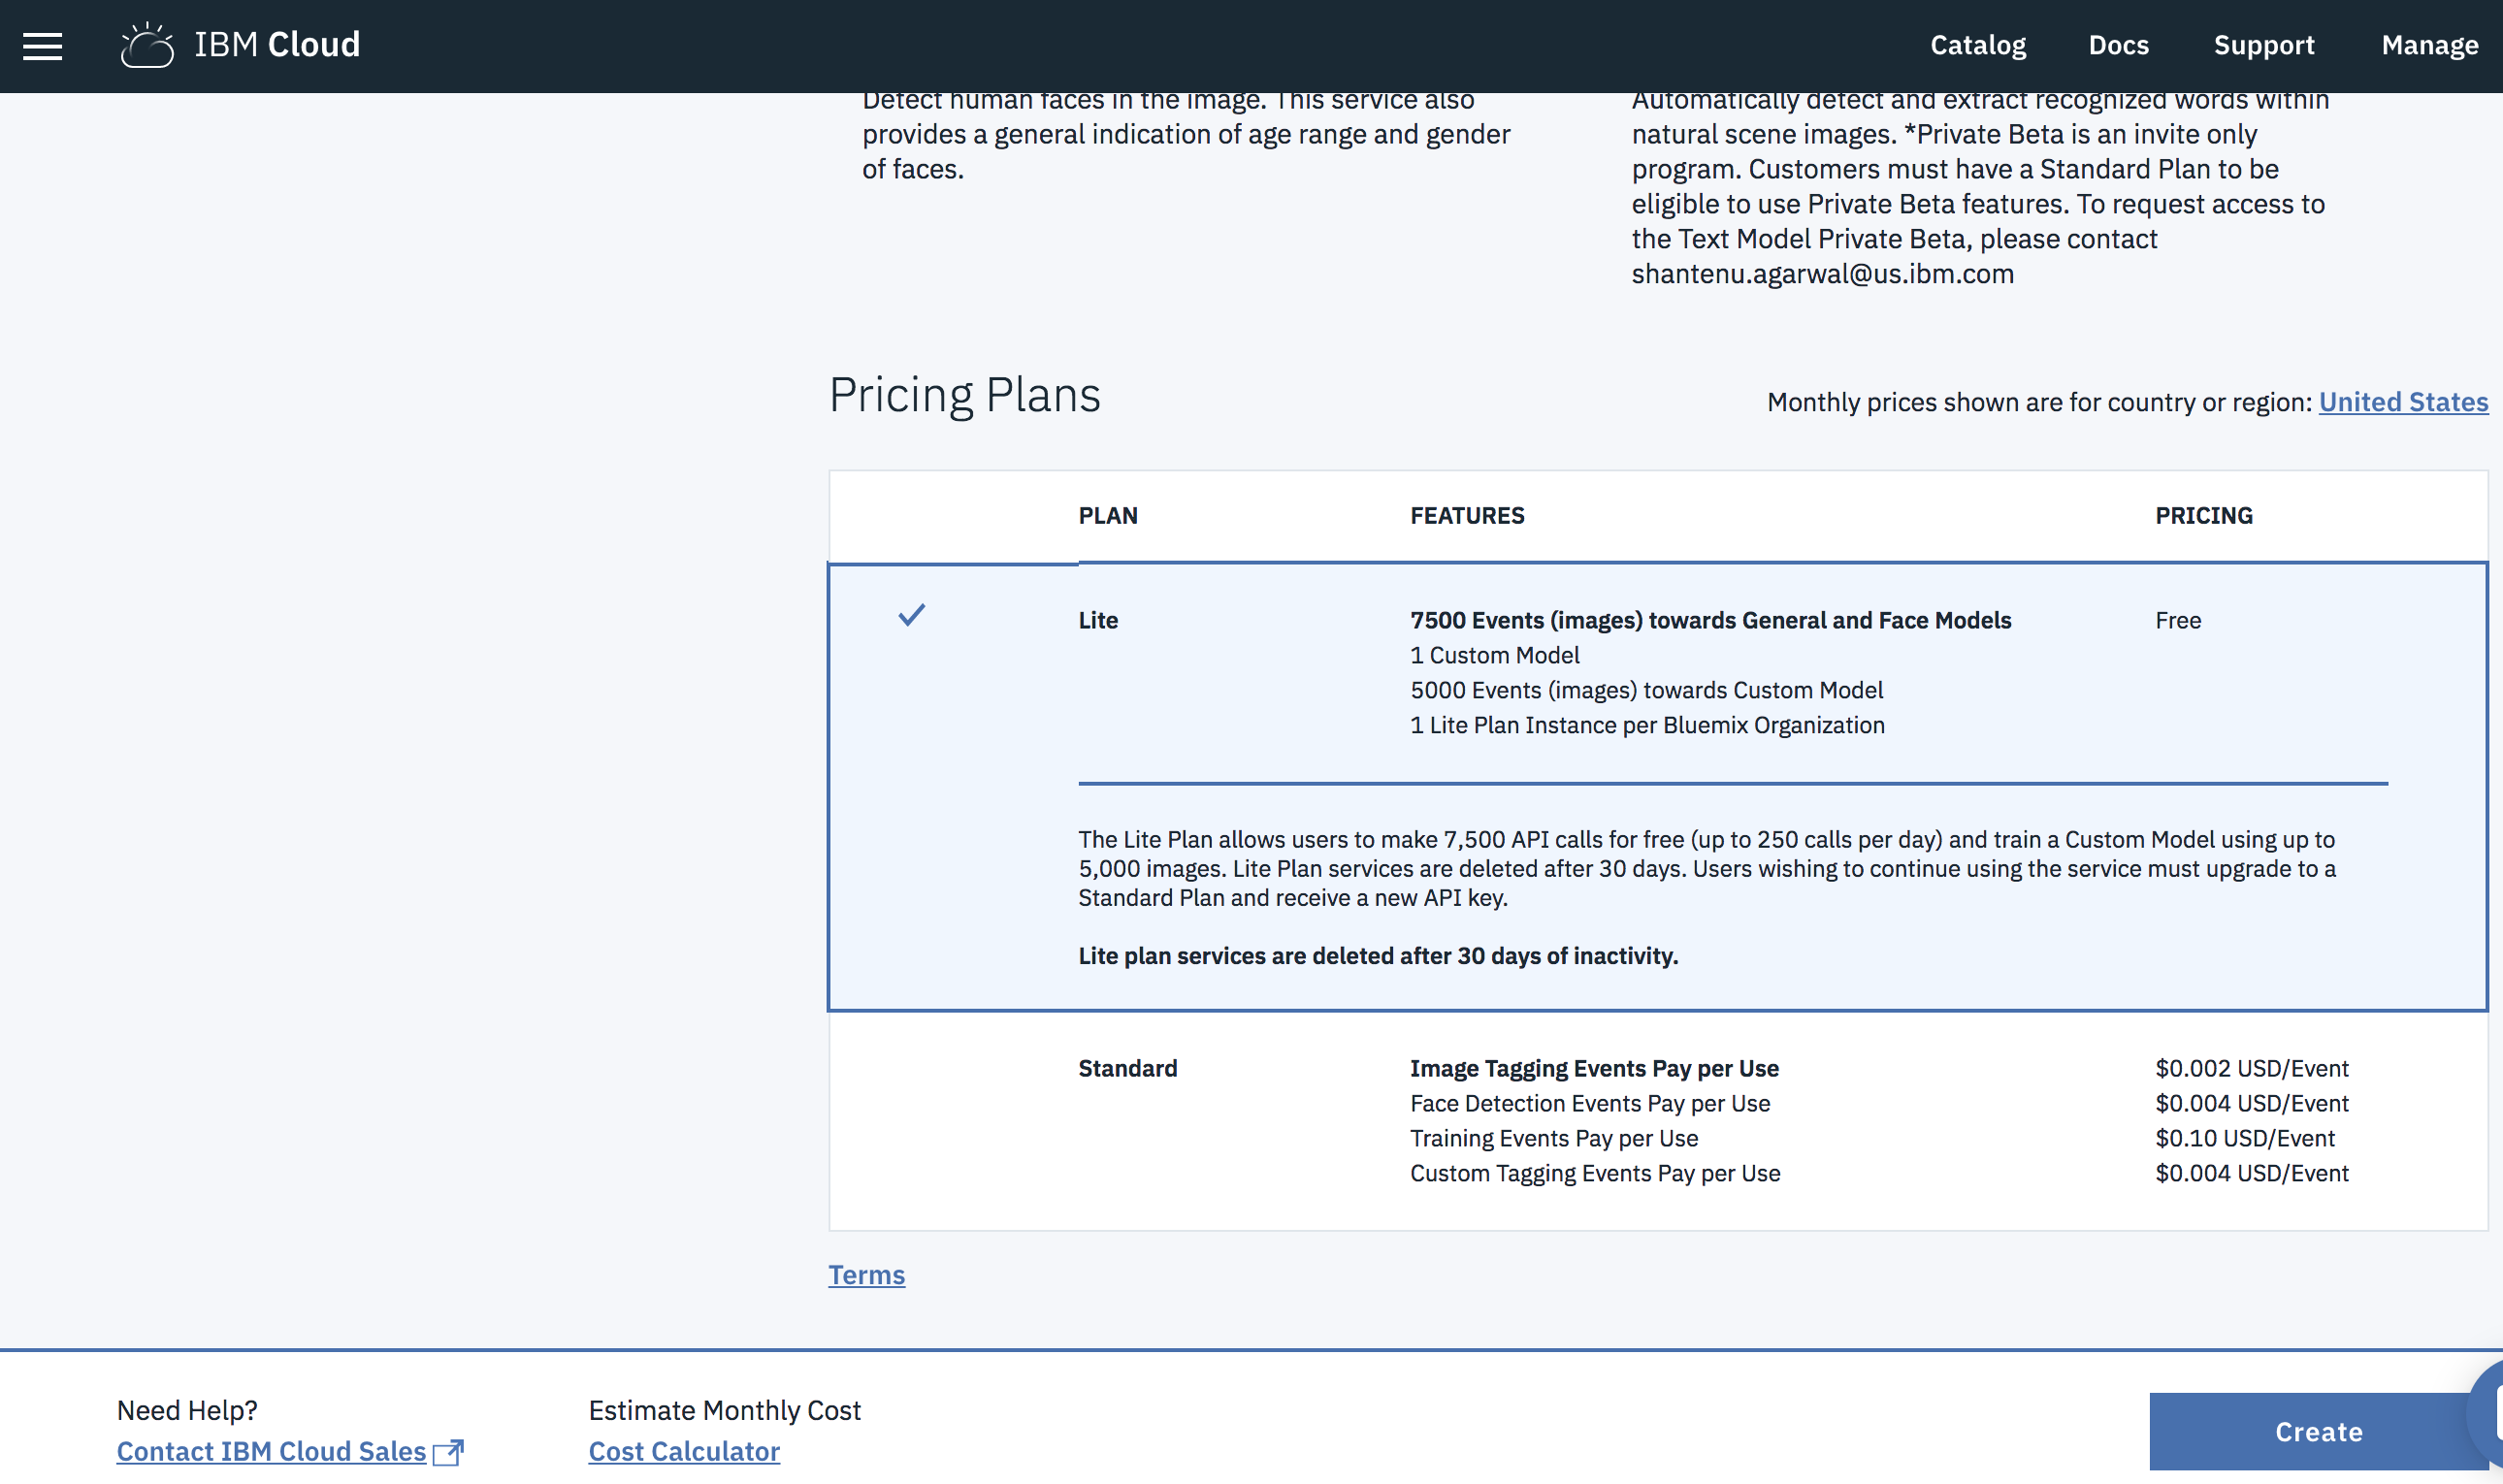 IBM Cloud
Catalog Docs Support Manage
Detect human faces in the image. This service also
provides a general indication of age range and gender
of faces.
Automatically detect and extract recognized words within
natural scene images. *Private Beta is an invite only
program. Customers must have a Standard Plan to be
eligible to use Private Beta features. To request access to
the Text Model Private Beta, please contact
shantenu.agarwal@us.ibm.com
Pricing Plans
Monthly prices shown are for country or region: United States
PLAN FEATURES PRICING
Lite 7500 Events (images) towards General and Face Models Free
1 Custom Model
5000 Events (images) towards Custom Model
1 Lite Plan Instance per Bluemix Organization
The Lite Plan allows users to make 7,500 API calls for free (up to 250 calls per day) and train a Custom Model using up to
5,000 images. Lite Plan services are deleted after 30 days. Users wishing to continue using the service must upgrade to a
Standard Plan and receive a new API key.
Lite plan services are deleted after 30 days of inactivity.
Standard Image Tagging Events Pay per Use $0.002 USD/Event
Face Detection Events Pay per Use $0.004 USD/Event
Training Events Pay per Use $0.10 USD/Event
Custom Tagging Events Pay per Use $0.004 USD/Event
Terms
Need Help?
Contact IBM Cloud Sales
Estimate Monthly Cost
Cost Calculator
Create